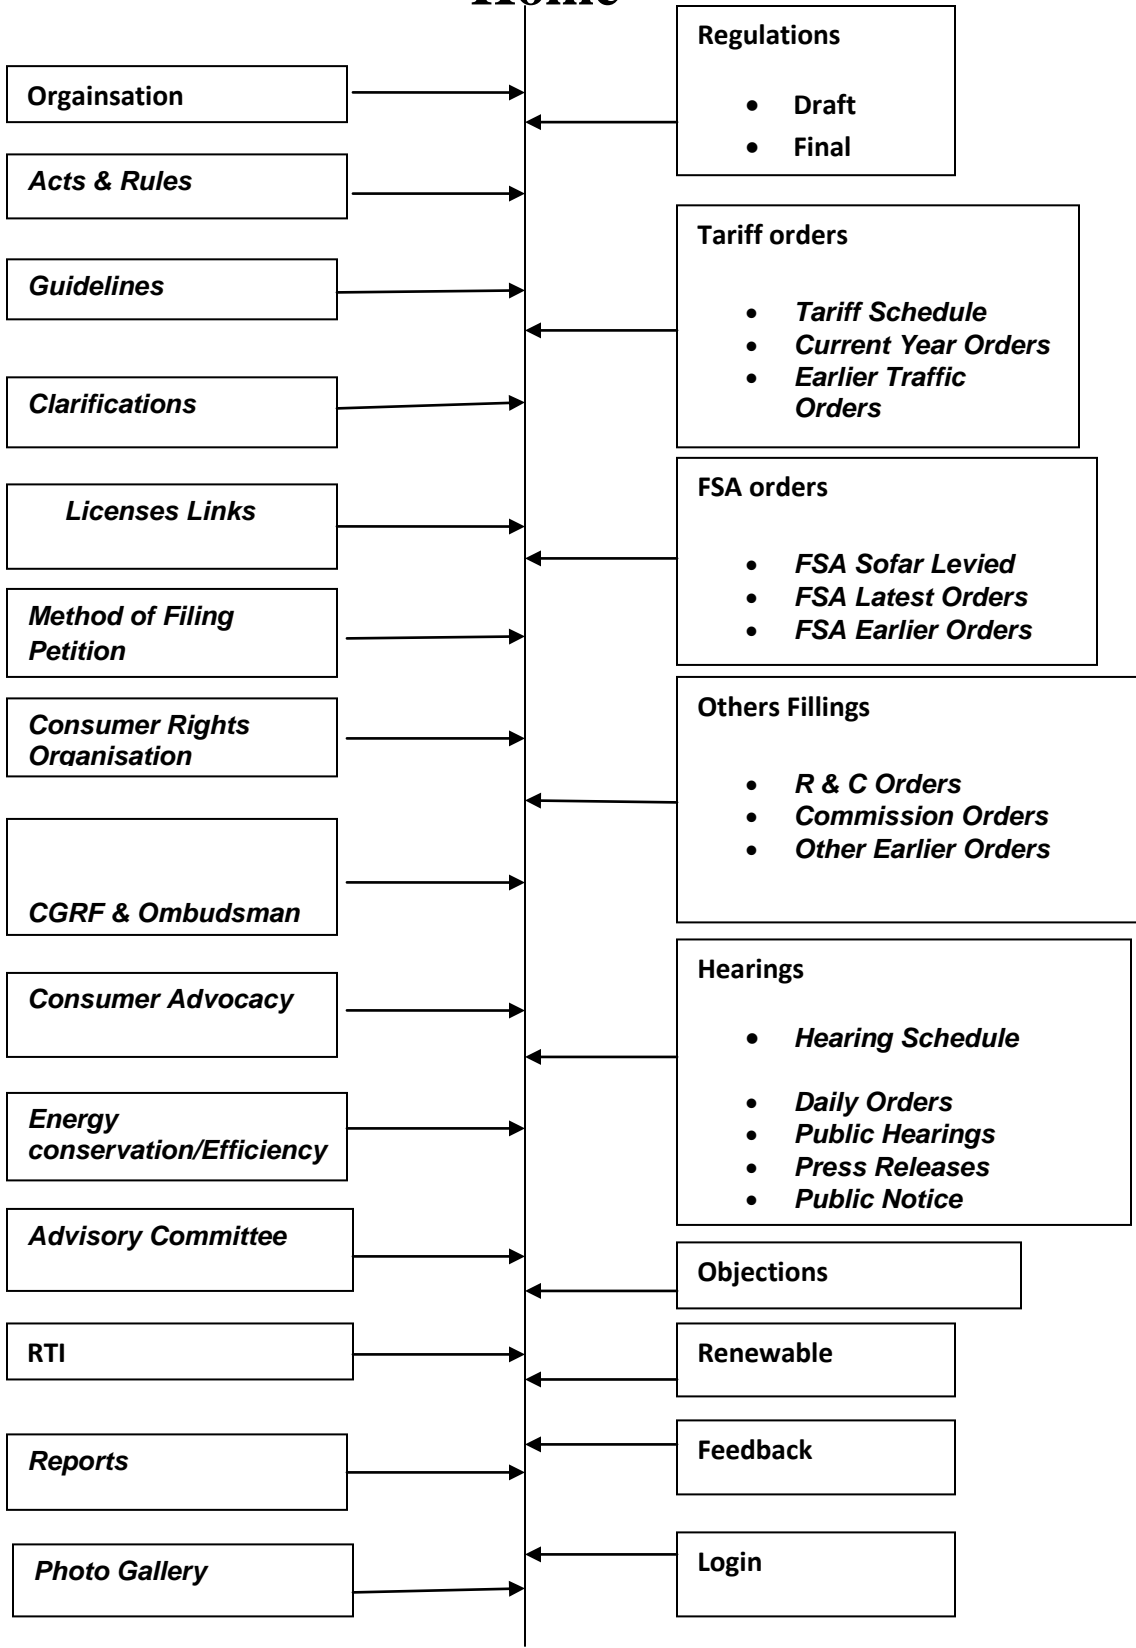 Home
Orgainsation
Acts & Rules
Guidelines
Clarifications
Licenses Links
Method of Filing
Petition
Consumer Rights
Organisation
CGRF & Ombudsman
Consumer Advocacy
Energy
conservation/Efficiency
Advisory Committee
RTI
Reports
Photo Gallery
Regulations
• Draft
• Final
Tariff orders
• Tariff Schedule
• Current Year Orders
• Earlier Traffic
Orders
FSA orders
• FSA Sofar Levied
• FSA Latest Orders
• FSA Earlier Orders
Others Fillings
• R & C Orders
• Commission Orders
• Other Earlier Orders
Hearings
• Hearing Schedule
• Daily Orders
• Public Hearings
• Press Releases
• Public Notice
Objections
Renewable
Feedback
Login